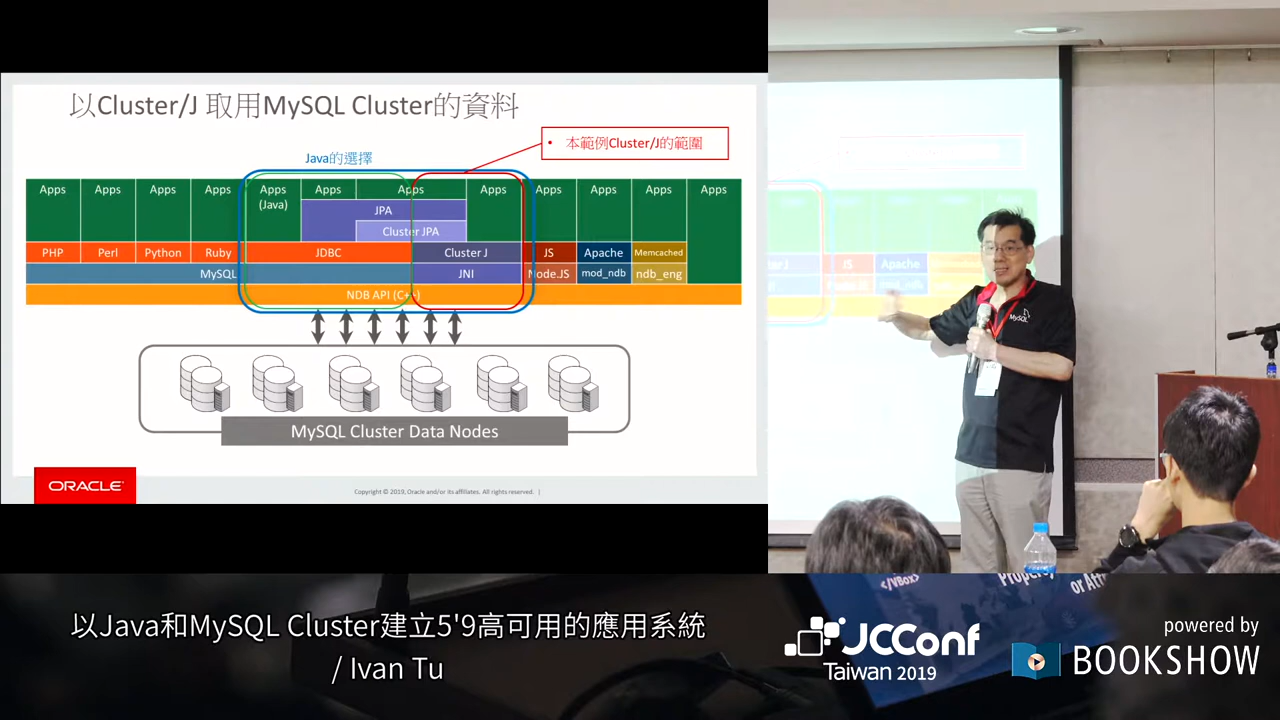 以Cluster/J 取用MySQL Cluster的資料
• 本範例Cluster/J的範圍
Java的選擇
Apps Apps Apps Apps Apps Apps Apps Apps Apps Apps Apps Apps
(Java)
JPA
Cluster JPA
PHP Perl Python Ruby JDBC Cluster J JS Apache Memcached
MySQL JNI Node.JS mod_ndb ndb_eng
NDB API (C++)
MySQL Cluster Data Nodes
ORACLE
Copyright © 2019, Oracle and/or its affiliates. All rights reserved. |
JS Apache
MySQL
</VBox>
以Java和MySQL Cluster建立5'9高可用的應用系統
/ Ivan Tu
JCConf
Taiwan 2019
powered by
BOOKSHOW